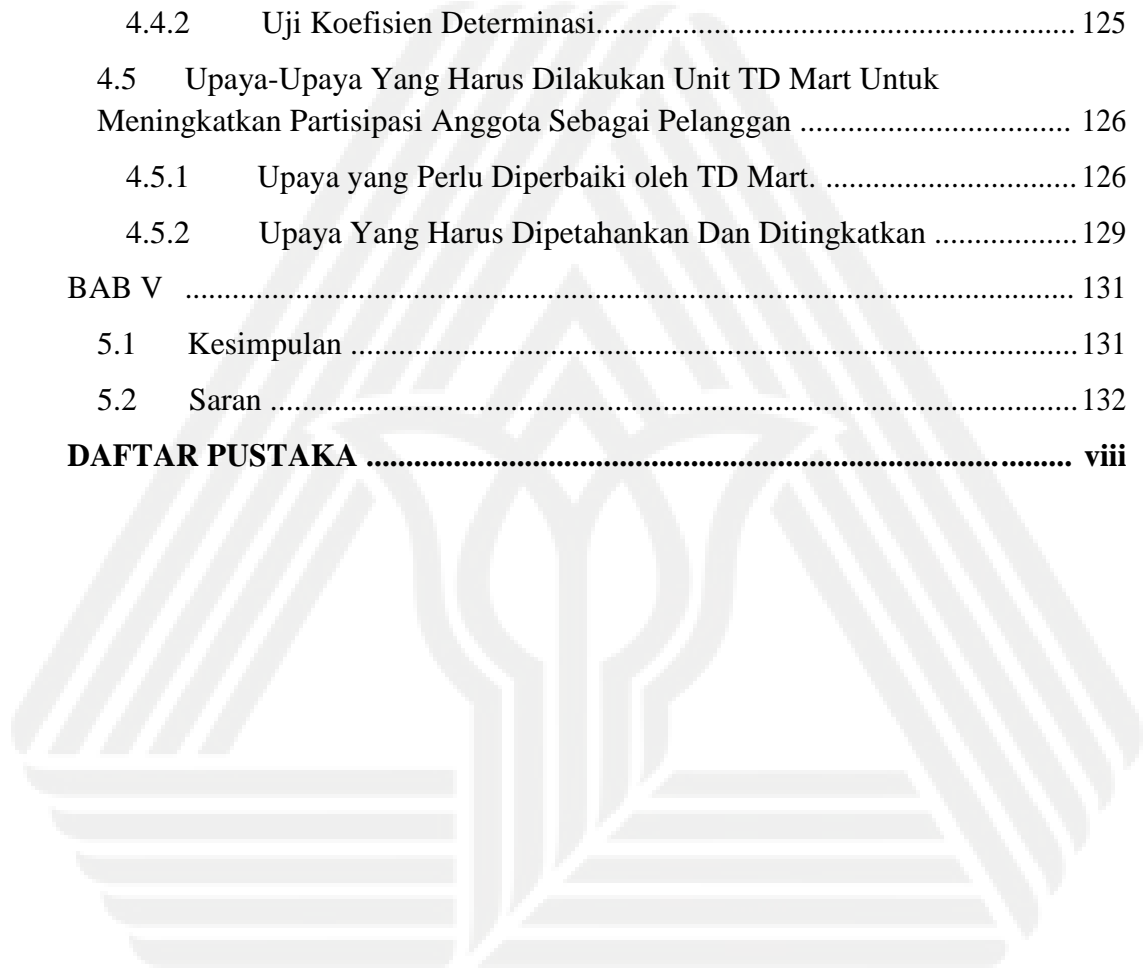 4.4.2 Uji Koefisien Determinasi.......................................................................... 125
4.5 Upaya-Upaya Yang Harus Dilakukan Unit TD Mart Untuk
Meningkatkan Partisipasi Anggota Sebagai Pelanggan .................................. 126
4.5.1 Upaya yang Perlu Diperbaiki oleh TD Mart. ....................................... 126
4.5.2 Upaya Yang Harus Dipetahankan Dan Ditingkatkan .................. 129
BAB V ................................................................................................................... 131
5.1 Kesimpulan .............................................................................................. 131
5.2 Saran ........................................................................................................ 132
DAFTAR PUSTAKA ........................................................................................... viii